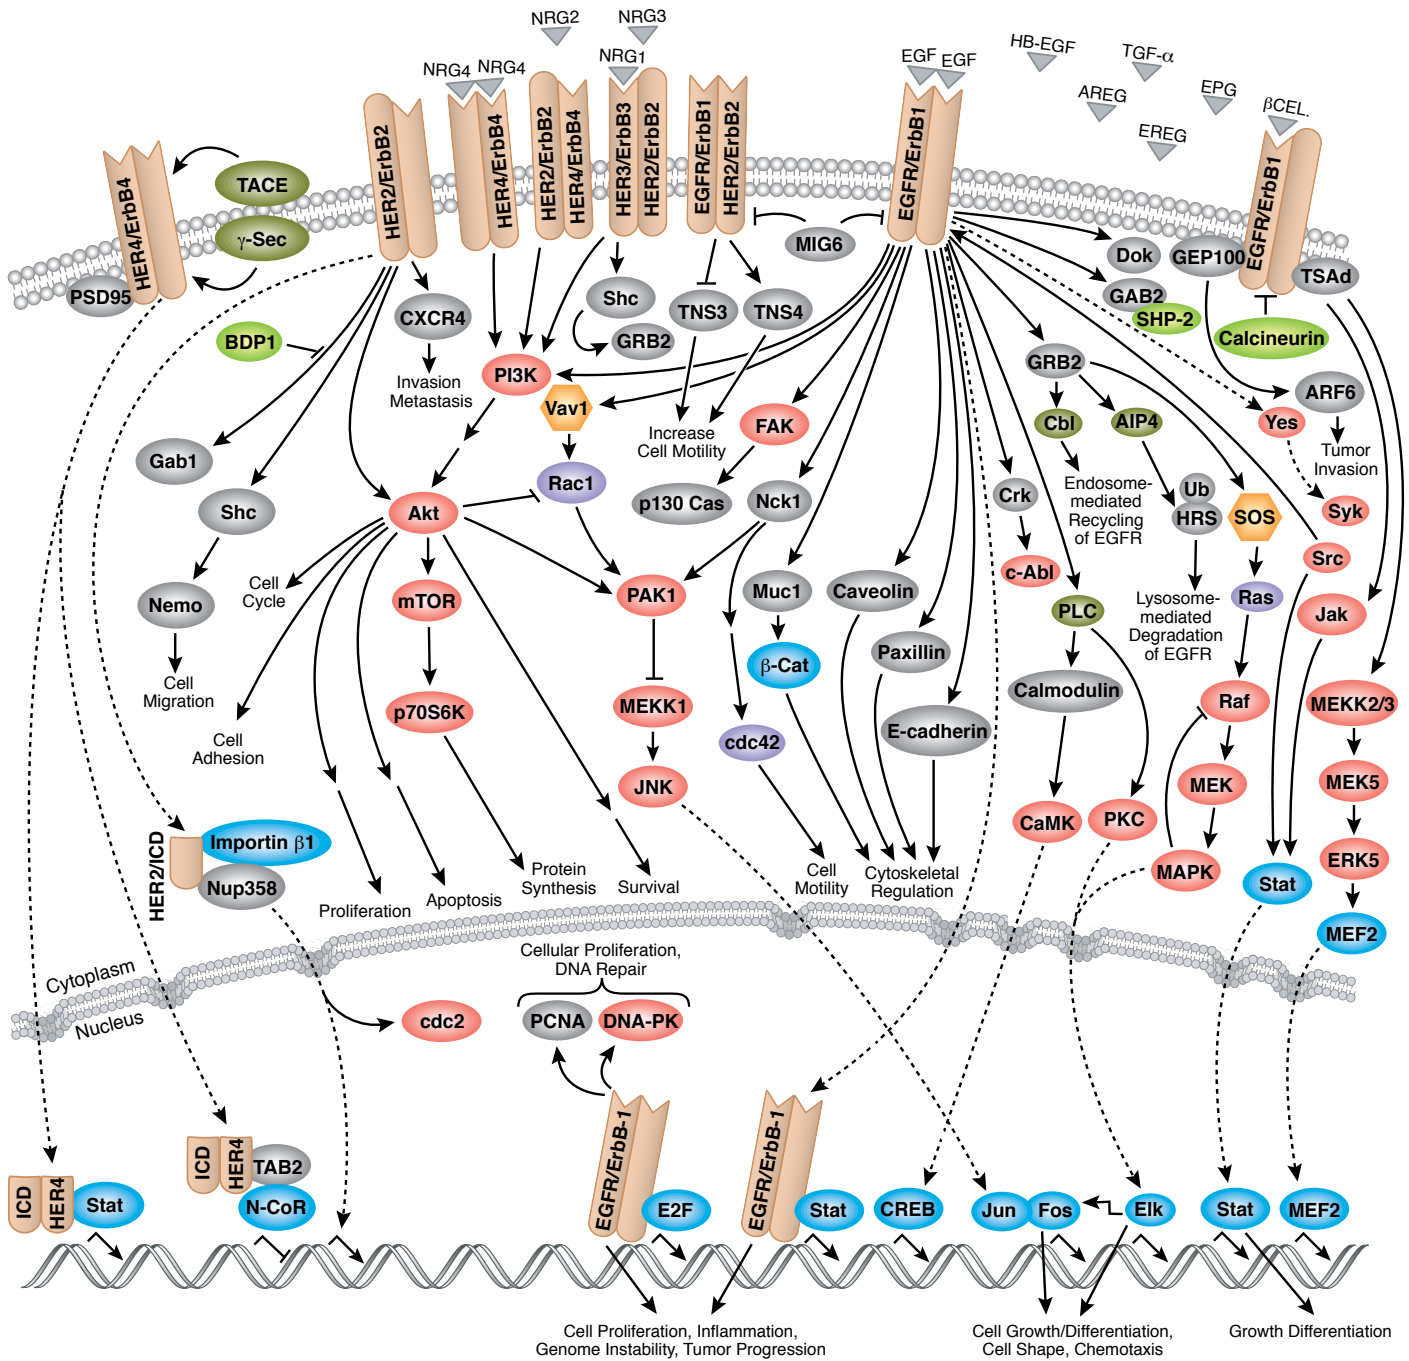 NRG2
NRG3
NRG4
NRG4
NRG1
EGF
EGF
HB-EGF
TGF-α
AREG
EPG
βCEL.
EREG
HER4/ErbB4
TACE
γ-Sec
PSD95
HER2/ErbB2
HER4/ErbB4
HER2/ErbB2
HER4/ErbB4
HER3/ErbB3
HER2/ErbB2
EGFR/ErbB1
HER2/ErbB2
MIG6
EGFR/ErbB1
Dok
GEP100
EGFR/ErbB1
TSAd
GAB2
SHP-2
Calcineurin
BDP1
CXCR4
Invasion
Metastasis
Shc
GRB2
TNS3
TNS4
PI3K
Vav1
Increase
Cell Motility
FAK
GRB2
Cbl
AIP4
Yes
ARF6
Tumor
Invasion
Gab1
Shc
Akt
Rac1
p130 Cas
Nck1
Crk
Endosome-
mediated
Recycling
of EGFR
Ub
HRS
SOS
Syk
Src
Nemo
Cell
Cycle
mTOR
PAK1
Muc1
Caveolin
c-Abl
PLC
Lysosome-
mediated
Degradation
of EGFR
Ras
Jak
Cell
Migration
Cell
Adhesion
p70S6K
MEKK1
β-Cat
Paxillin
Calmodulin
Raf
MEKK2/3
cdc42
E-cadherin
JNK
MEK
MEK5
CaMK
PKC
MAPK
ERK5
Stat
MEF2
HER2/ICD
Importin β1
Nup358
Proliferation
Apoptosis
Protein
Synthesis
Survival
Cell
Motility
Cytoskeletal
Regulation
Cytoplasm
Nucleus
Cellular Proliferation,
DNA Repair
cdc2
PCNA
DNA-PK
ICD
HER4
Stat
ICD
HER4
TAB2
N-CoR
EGFR/ErbB-1
E2F
EGFR/ErbB-1
Stat
CREB
Jun
Fos
Elk
Stat
MEF2
Cell Proliferation, Inflammation,
Genome Instability, Tumor Progression
Cell Growth/Differentiation,
Cell Shape, Chemotaxis
Growth Differentiation